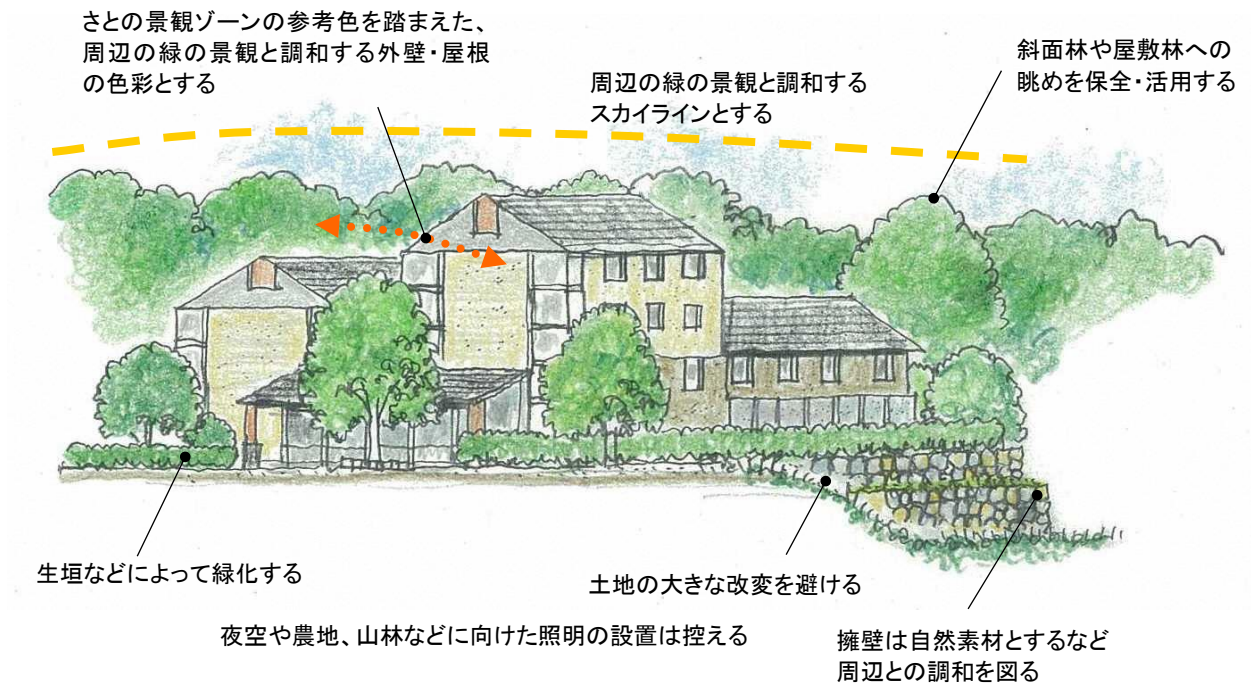 さとの景観ゾーンの参考色を踏まえた、
周辺の緑の景観と調和する外壁・屋根
の色彩とする
周辺の緑の景観と調和する
スカイラインとする
斜面林や屋敷林への
眺めを保全・活用する
生垣などによって緑化する
土地の大きな改変を避ける
夜空や農地、山林などに向けた照明の設置は控える
擁壁は自然素材とするなど
周辺との調和を図る